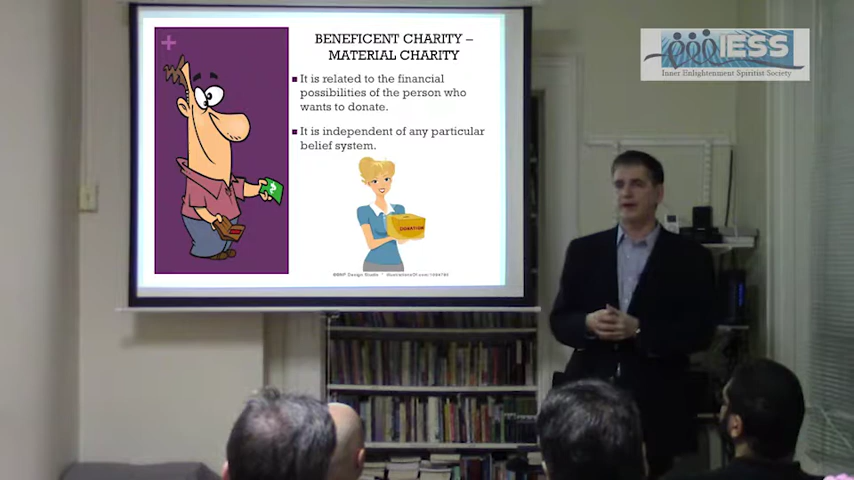 BENEFICENT CHARITY –
MATERIAL CHARITY
It is related to the financial
possibilities of the person who
wants to donate.
It is independent of any particular
belief system.
DONATION
IESS
Inner Enlightenment Spiritist Society